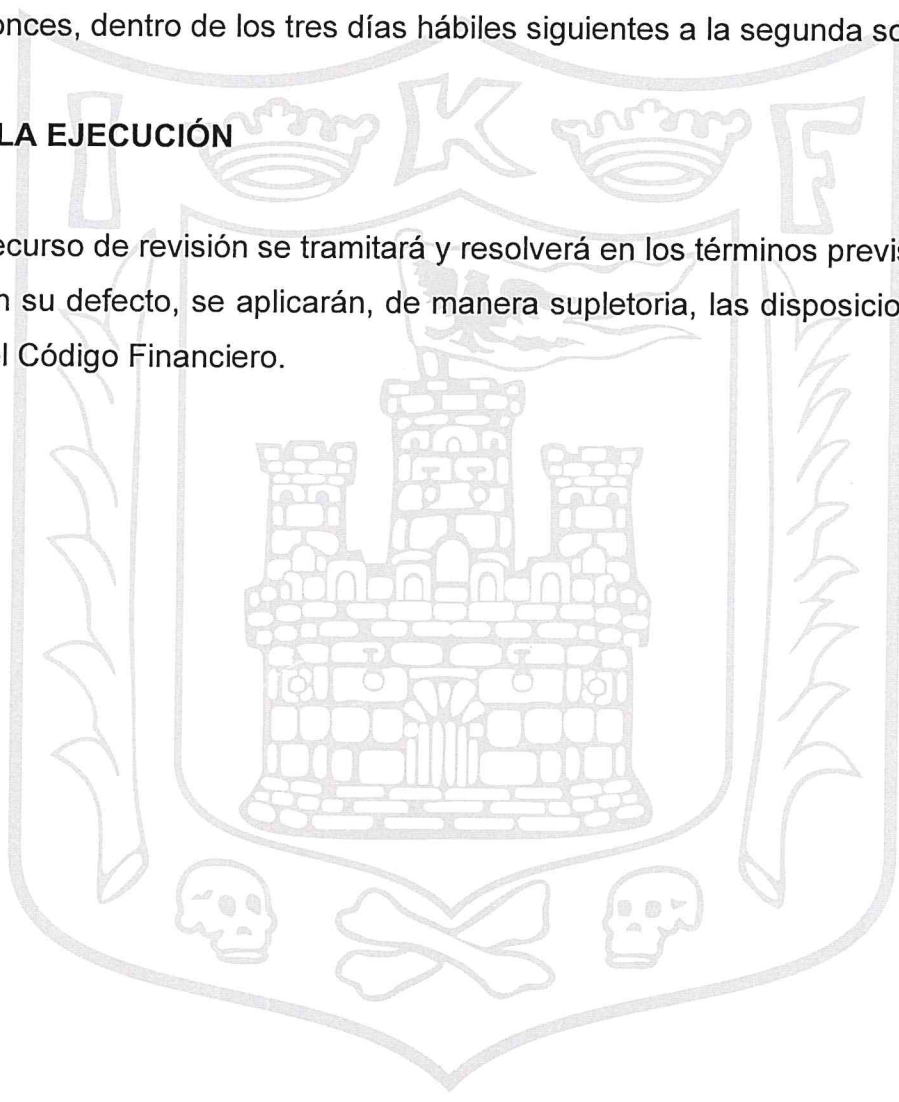 onces, dentro de los tres días hábiles siguientes a la segunda so
I K F
LA EJECUCIÓN
ecurso de revisión se tramitará y resolverá en los términos previs
n su defecto, se aplicarán, de manera supletoria, las disposicio
el Código Financiero.